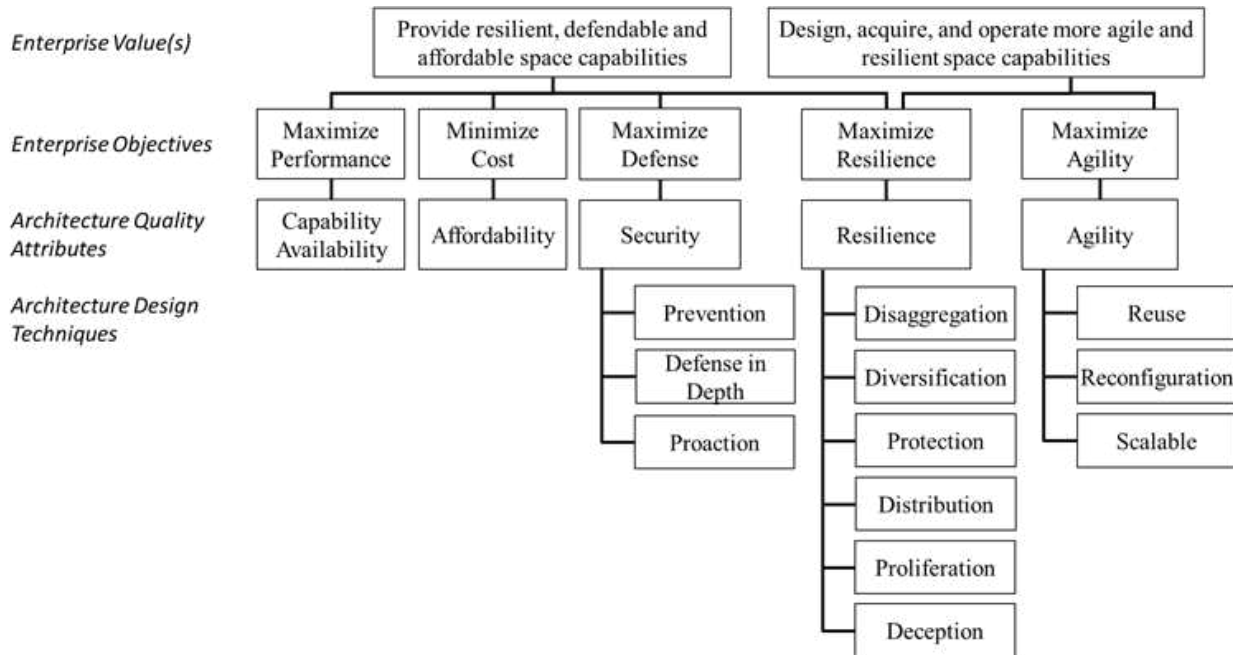 Enterprise Value(s)
Provide resilient, defendable and
affordable space capabilities
Design, acquire, and operate more agile and
resilient space capabilities
Enterprise Objectives
Maximize
Performance
Minimize
Cost
Maximize
Defense
Maximize
Resilience
Maximize
Agility
Architecture Quality
Attributes
Capability
Availability
Affordability
Security
Resilience
Agility
Architecture Design
Techniques
Prevention
Defense in
Depth
Proaction
Disaggregation
Diversification
Protection
Distribution
Proliferation
Deception
Reuse
Reconfiguration
Scalable